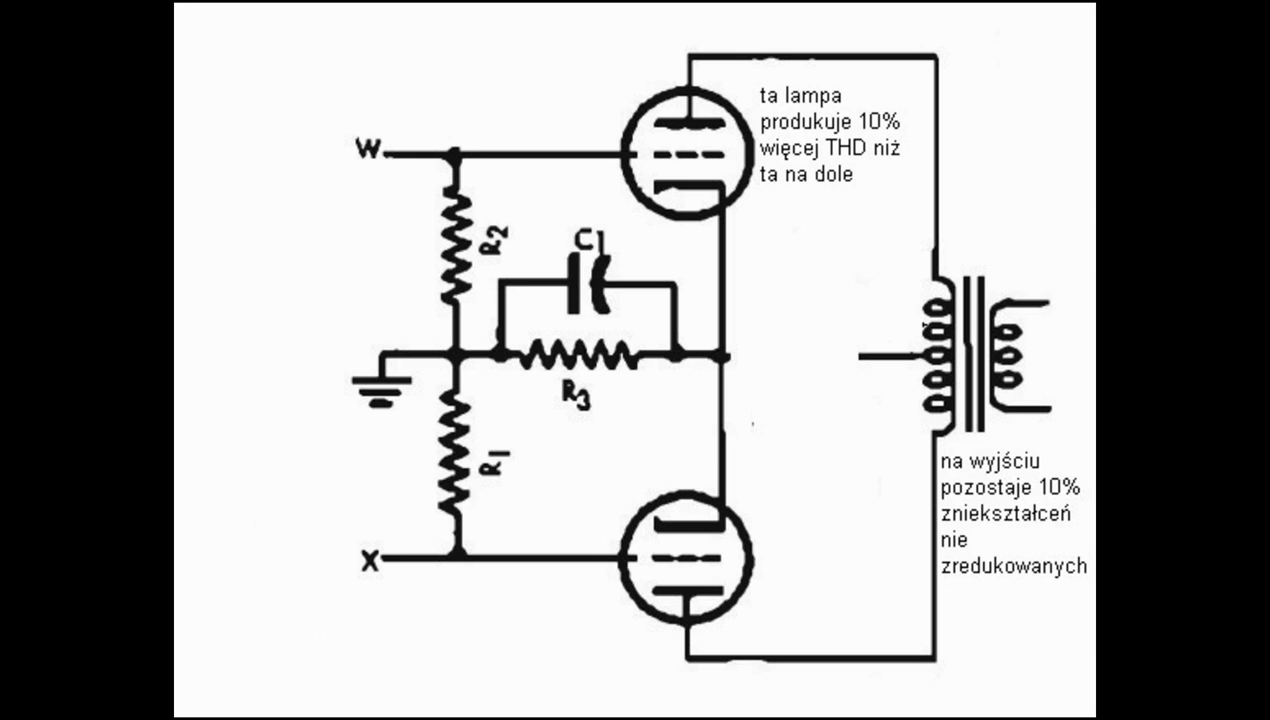 ta lampa
produkuje 10%
więcej THD niż
ta na dole
W
R2
C1
R3
R1
X
na wyjściu
pozostaje 10%
zniekształceń
nie
zredukowanych